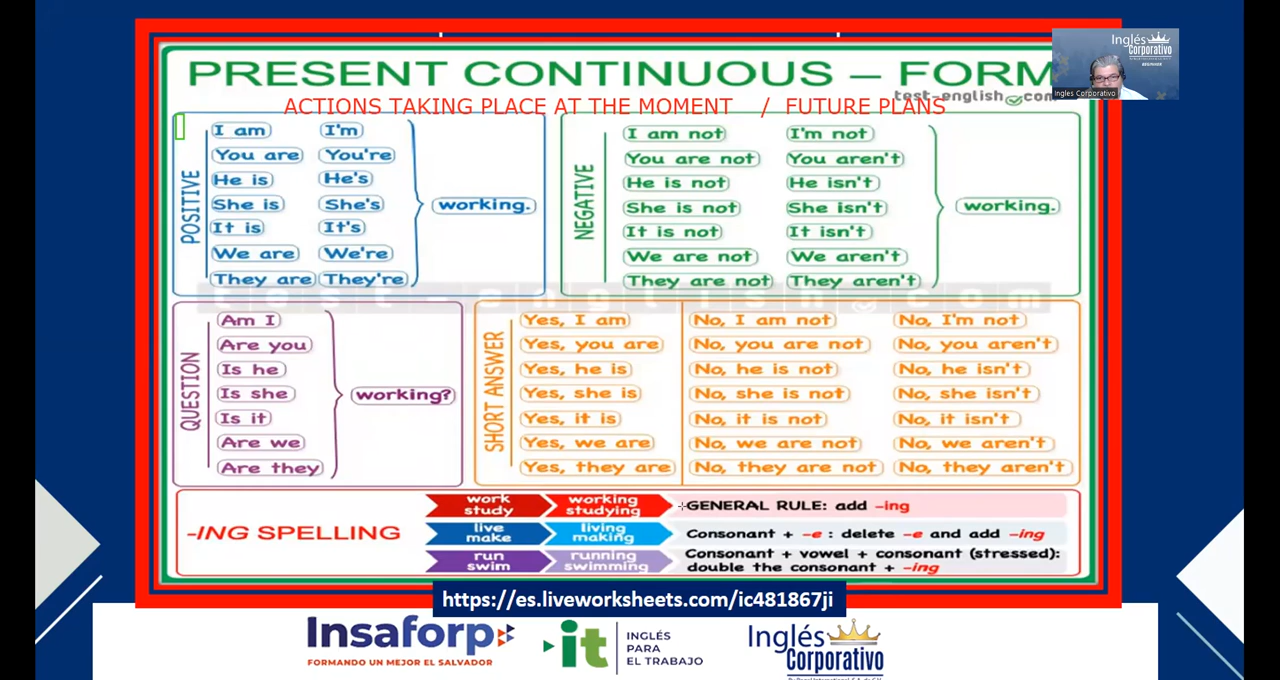 PRESENT CONTINUOUS – FORM
test-english.com
ACTIONS TAKING PLACE AT THE MOMENT / FUTURE PLANS
Inglés
Corporativo
BEGINNER
Ingles Corporativo
POSITIVE
I am I'm
You are You're
He is He's
She is She's
It is It's
We are We're
They are They're
working.
NEGATIVE
I am not I'm not
You are not You aren't
He is not He isn't
She is not She isn't
It is not It isn't
We are not We aren't
They are not They aren't
working.
test-english.com
QUESTION
Am I
Are you
Is he
Is she
Is it
Are we
Are they
working?
SHORT ANSWER
Yes, I am No, I am not No, I'm not
Yes, you are No, you are not No, you aren't
Yes, he is No, he is not No, he isn't
Yes, she is No, she is not No, she isn't
Yes, it is No, it is not No, it isn't
Yes, we are No, we are not No, we aren't
Yes, they are No, they are not No, they aren't
-ING SPELLING
work working
study studying
GENERAL RULE: add -ing
live living
make making
Consonant + -e : delete -e and add -ing
run running
swim swimming
Consonant + vowel + consonant (stressed):
double the consonant + -ing
https://es.liveworksheets.com/ic481867ji
Insaforp
FORMANDO UN MEJOR EL SALVADOR
it
INGLÉS
PARA
EL TRABAJO
Inglés
Corporativo